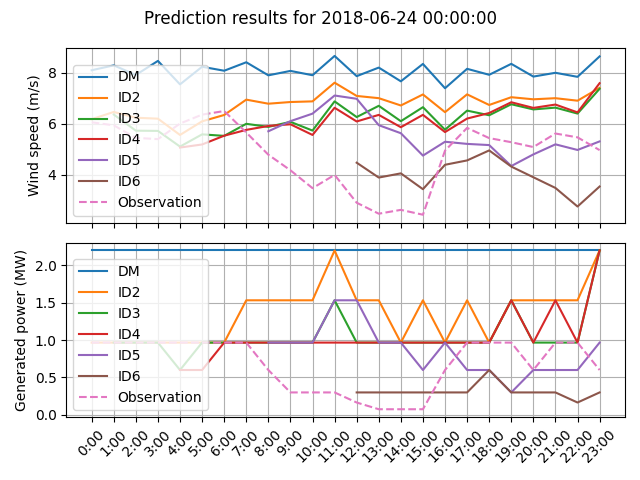 Prediction results for 2018-06-24 00:00:00
Wind speed (m/s)
8
6
4
DM
ID2
ID3
ID4
ID5
ID6
Observation
Generated power (MW)
2.0
1.5
1.0
0.5
0.0
DM
ID2
ID3
ID4
ID5
ID6
Observation
0:00
1:00
2:00
3:00
4:00
5:00
6:00
7:00
8:00
9:00
10:00
11:00
12:00
13:00
14:00
15:00
16:00
17:00
18:00
19:00
20:00
21:00
22:00
23:00